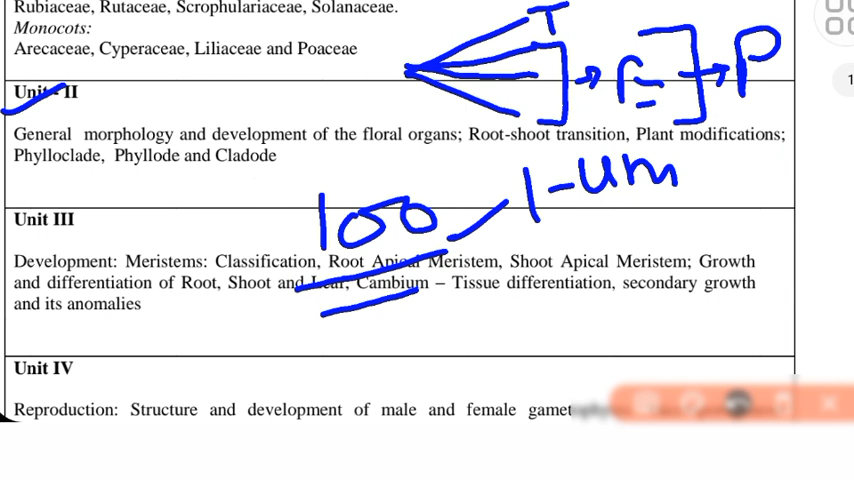 Rubiaceae, Rutaceae, Scrophulariaceae, Solanaceae.
Monocots:
Arecaceae, Cyperaceae, Liliaceae and Poaceae
T
E
P
Unit- II
General morphology and development of the floral organs; Root-shoot transition, Plant modifications;
Phylloclade, Phyllode and Cladode
100
1-um
Unit III
Development: Meristems: Classification, Root Apical Meristem, Shoot Apical Meristem; Growth
and differentiation of Root, Shoot and Leaf, Cambium – Tissue differentiation, secondary growth
and its anomalies
Unit IV
Reproduction: Structure and development of male and female
1